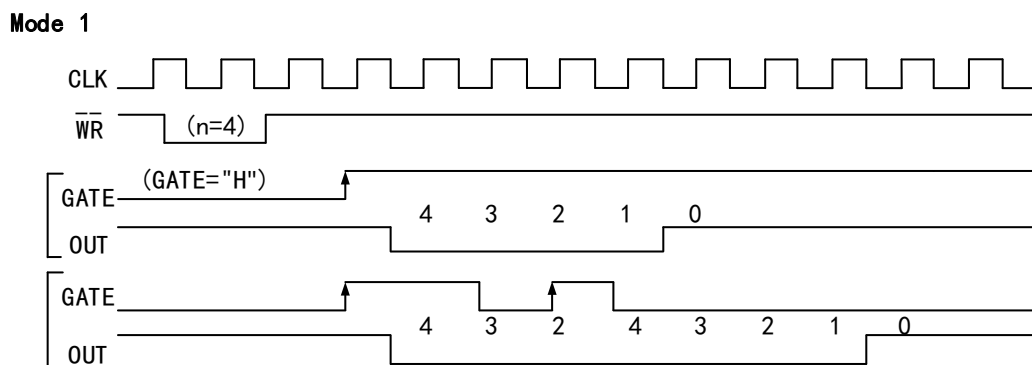 Mode 1
CLK
WR (n=4)
GATE (GATE="H")
4 3 2 1 0
OUT
GATE
4 3 2 4 3 2 1 0
OUT